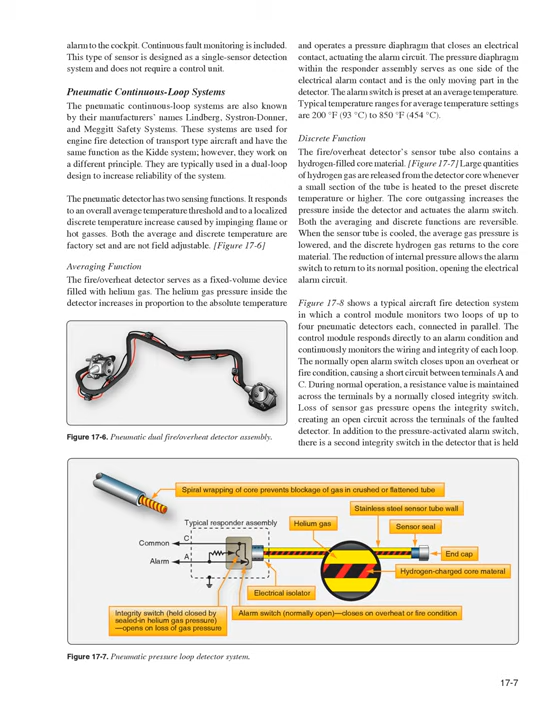 alarm to the cockpit. Continuous fault monitoring is included.
This type of sensor is designed as a single-sensor detection
system and does not require a control unit.
Pneumatic Continuous-Loop Systems
The pneumatic continuous-loop systems are also known
by their manufacturers' names Lindberg, Systron-Donner,
and Meggitt Safety Systems. These systems are used for
engine fire detection of transport type aircraft and have the
same function as the Kidde system; however, they work on
a different principle. They are typically used in a dual-loop
design to increase reliability of the system.
The pneumatic detector has two sensing functions. It responds
to an overall average temperature threshold and to a localized
discrete temperature increase caused by impinging flame or
hot gasses. Both the average and discrete temperature are
factory set and are not field adjustable. [Figure 17-6]
Averaging Function
The fire/overheat detector serves as a fixed-volume device
filled with helium gas. The helium gas pressure inside the
detector increases in proportion to the absolute temperature
Figure 17-6. Pneumatic dual fire/overheat detector assembly.
and operates a pressure diaphragm that closes an electrical
contact, actuating the alarm circuit. The pressure diaphragm
within the responder assembly serves as one side of the
electrical alarm contact and is the only moving part in the
detector. The alarm switch is preset at an average temperature.
Typical temperature ranges for average temperature settings
are 200 °F (93 °C) to 850 °F (454 °C).
Discrete Function
The fire/overheat detector's sensor tube also contains a
hydrogen-filled core material. [Figure 17-7] Large quantities
of hydrogen gas are released from the detector core whenever
a small section of the tube is heated to the preset discrete
temperature or higher. The core outgassing increases the
pressure inside the detector and actuates the alarm switch.
Both the averaging and discrete functions are reversible.
When the sensor tube is cooled, the average gas pressure is
lowered, and the discrete hydrogen gas returns to the core
material. The reduction of internal pressure allows the alarm
switch to return to its normal position, opening the electrical
alarm circuit.
Figure 17-8 shows a typical aircraft fire detection system
in which a control module monitors two loops of up to
four pneumatic detectors each, connected in parallel. The
control module responds directly to an alarm condition and
continuously monitors the wiring and integrity of each loop.
The normally open alarm switch closes upon an overheat or
fire condition, causing a short circuit between terminals A and
C. During normal operation, a resistance value is maintained
across the terminals by a normally closed integrity switch.
Loss of sensor gas pressure opens the integrity switch,
creating an open circuit across the terminals of the faulted
detector. In addition to the pressure-activated alarm switch,
there is a second integrity switch in the detector that is held
Spiral wrapping of core prevents blockage of gas in crushed or flattened tube
Stainless steel sensor tube wall
Typical responder assembly
Helium gas
Sensor seal
Common
C
End cap
Alarm
A
Hydrogen-charged core materal
Electrical isolator
Integrity switch (held closed by
sealed-in helium gas pressure)
—opens on loss of gas pressure
Alarm switch (normally open)—closes on overheat or fire condition
Figure 17-7. Pneumatic pressure loop detector system.
17-7